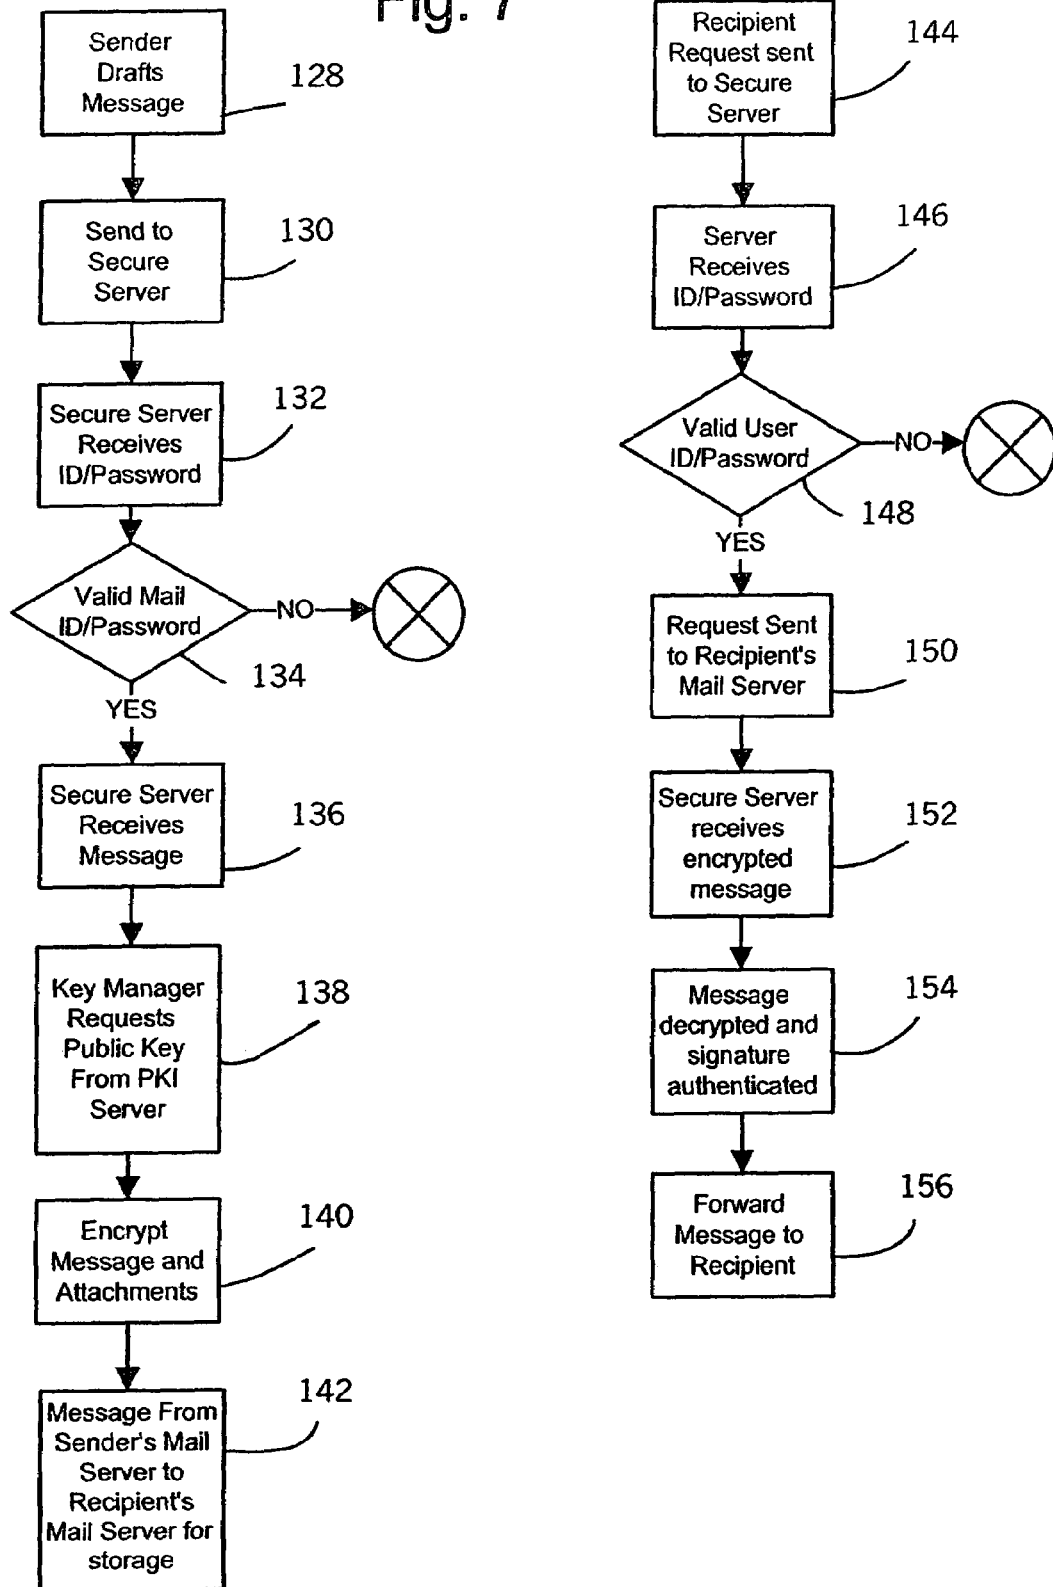 Fig. 7
Sender
Drafts
Message
128
Send to
Secure
Server
130
Secure Server
Receives
ID/Password
132
Valid Mail
ID/Password
134
NO
YES
Secure Server
Receives
Message
136
Key Manager
Requests
Public Key
From PKI
Server
138
Encrypt
Message and
Attachments
140
Message From
Sender's Mail
Server to
Recipient's
Mail Server for
storage
142
Recipient
Request sent
to Secure
Server
144
Server
Receives
ID/Password
146
Valid User
ID/Password
148
NO
YES
Request Sent
to Recipient's
Mail Server
150
Secure Server
receives
encrypted
message
152
Message
decrypted and
signature
authenticated
154
Forward
Message to
Recipient
156